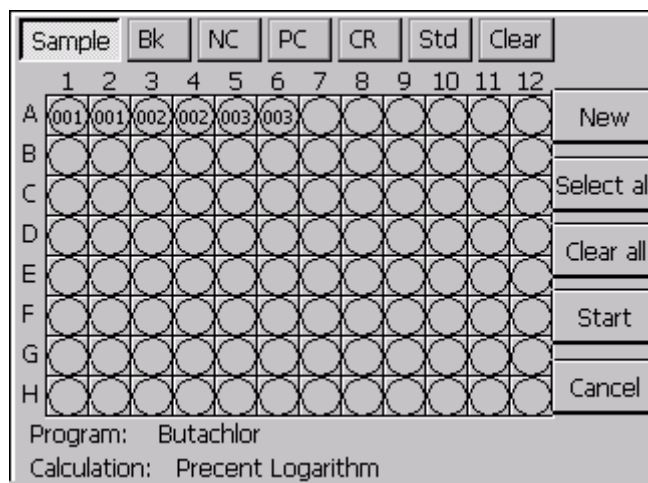 Sample Bk NC PC CR Std Clear
1 2 3 4 5 6 7 8 9 10 11 12
A 001 001 002 002 003 003
New
B
Select al
C
D
Clear all
E
F
Start
G
H
Cancel
Program: Butachlor
Calculation: Precent Logarithm